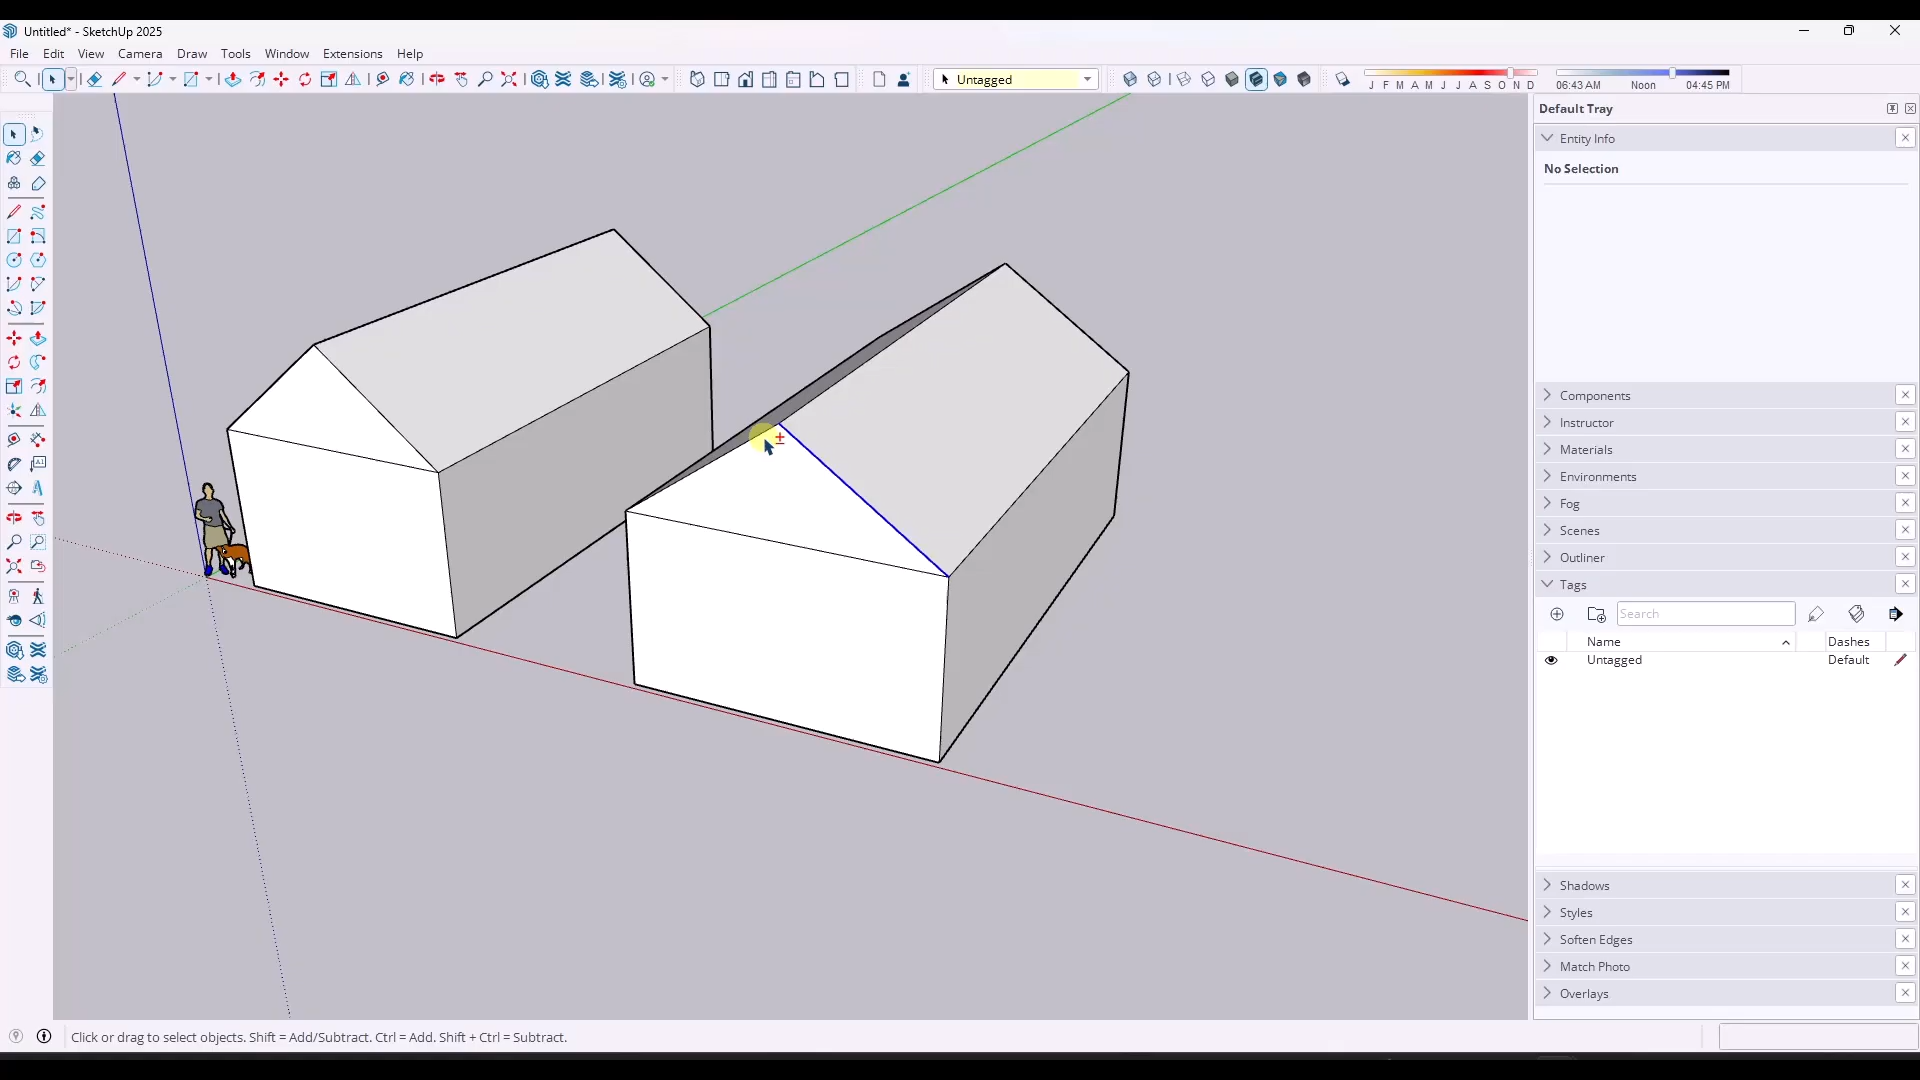 Untitled* - SketchUp 2025
File Edit View Camera Draw Tools Window Extensions Help
Untagged
J F M A M J J A S O N D
06:43 AM Noon 04:45 PM
Default Tray
Entity Info
No Selection
Components
Instructor
Materials
Environments
Fog
Scenes
Outliner
Tags
Search
Name Dashes
Untagged Default
Shadows
Styles
Soften Edges
Match Photo
Overlays
Click or drag to select objects. Shift = Add/Subtract. Ctrl = Add. Shift + Ctrl = Subtract.